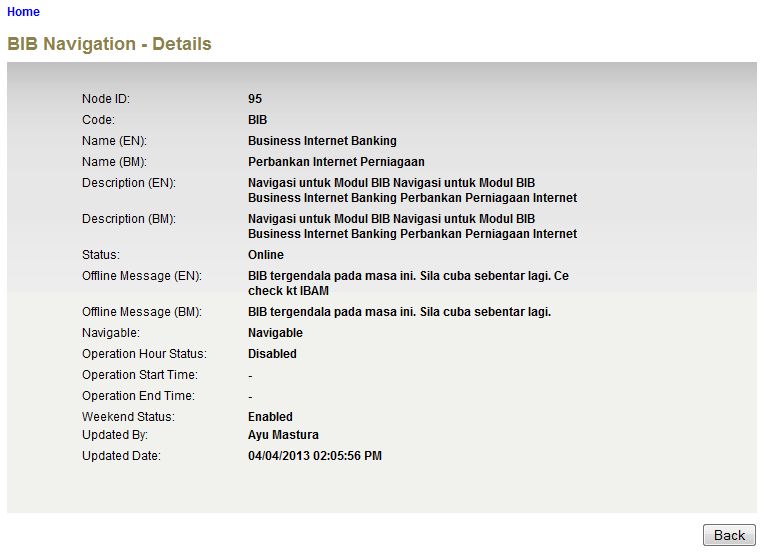 Home
BIB Navigation - Details
Node ID: 95
Code: BIB
Name (EN): Business Internet Banking
Name (BM): Perbankan Internet Perniagaan
Description (EN): Navigasi untuk Modul BIB Navigasi untuk Modul BIB
Business Internet Banking Perbankan Perniagaan Internet
Description (BM): Navigasi untuk Modul BIB Navigasi untuk Modul BIB
Business Internet Banking Perbankan Perniagaan Internet
Status: Online
Offline Message (EN): BIB tergendala pada masa ini. Sila cuba sebentar lagi. Ce
check kt IBAM
Offline Message (BM): BIB tergendala pada masa ini. Sila cuba sebentar lagi.
Navigable: Navigable
Operation Hour Status: Disabled
Operation Start Time: -
Operation End Time: -
Weekend Status: Enabled
Updated By: Ayu Mastura
Updated Date: 04/04/2013 02:05:56 PM
Back